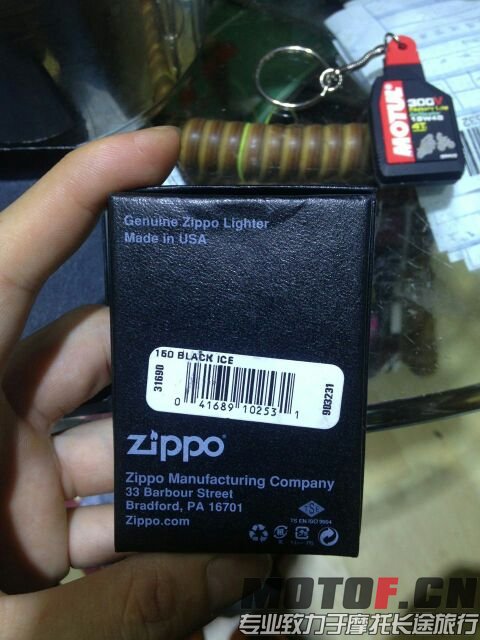 MOTUL
300V
15W40
4T
Genuine Zippo Lighter
Made in USA
150 BLACK ICE
31690
0 41689 10253 1
903231
zippo
Zippo Manufacturing Company
33 Barbour Street
Bradford, PA 16701
Zippo.com
TSE
TS EN ISO 9994
MOTOF.CN
专业致力于摩托长途旅行